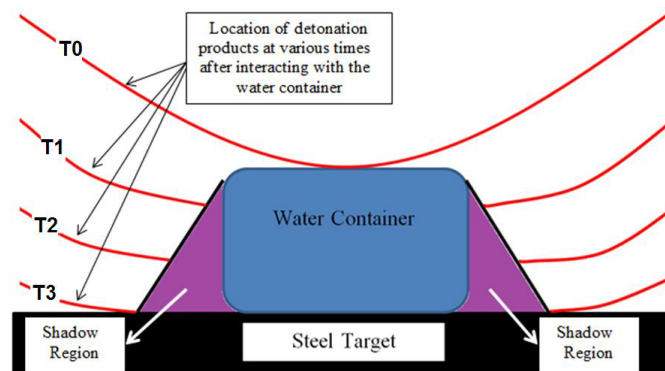 T0
Location of detonation
products at various times
after interacting with the
water container
T1
T2
Water Container
T3
Shadow
Region
Steel Target
Shadow
Region